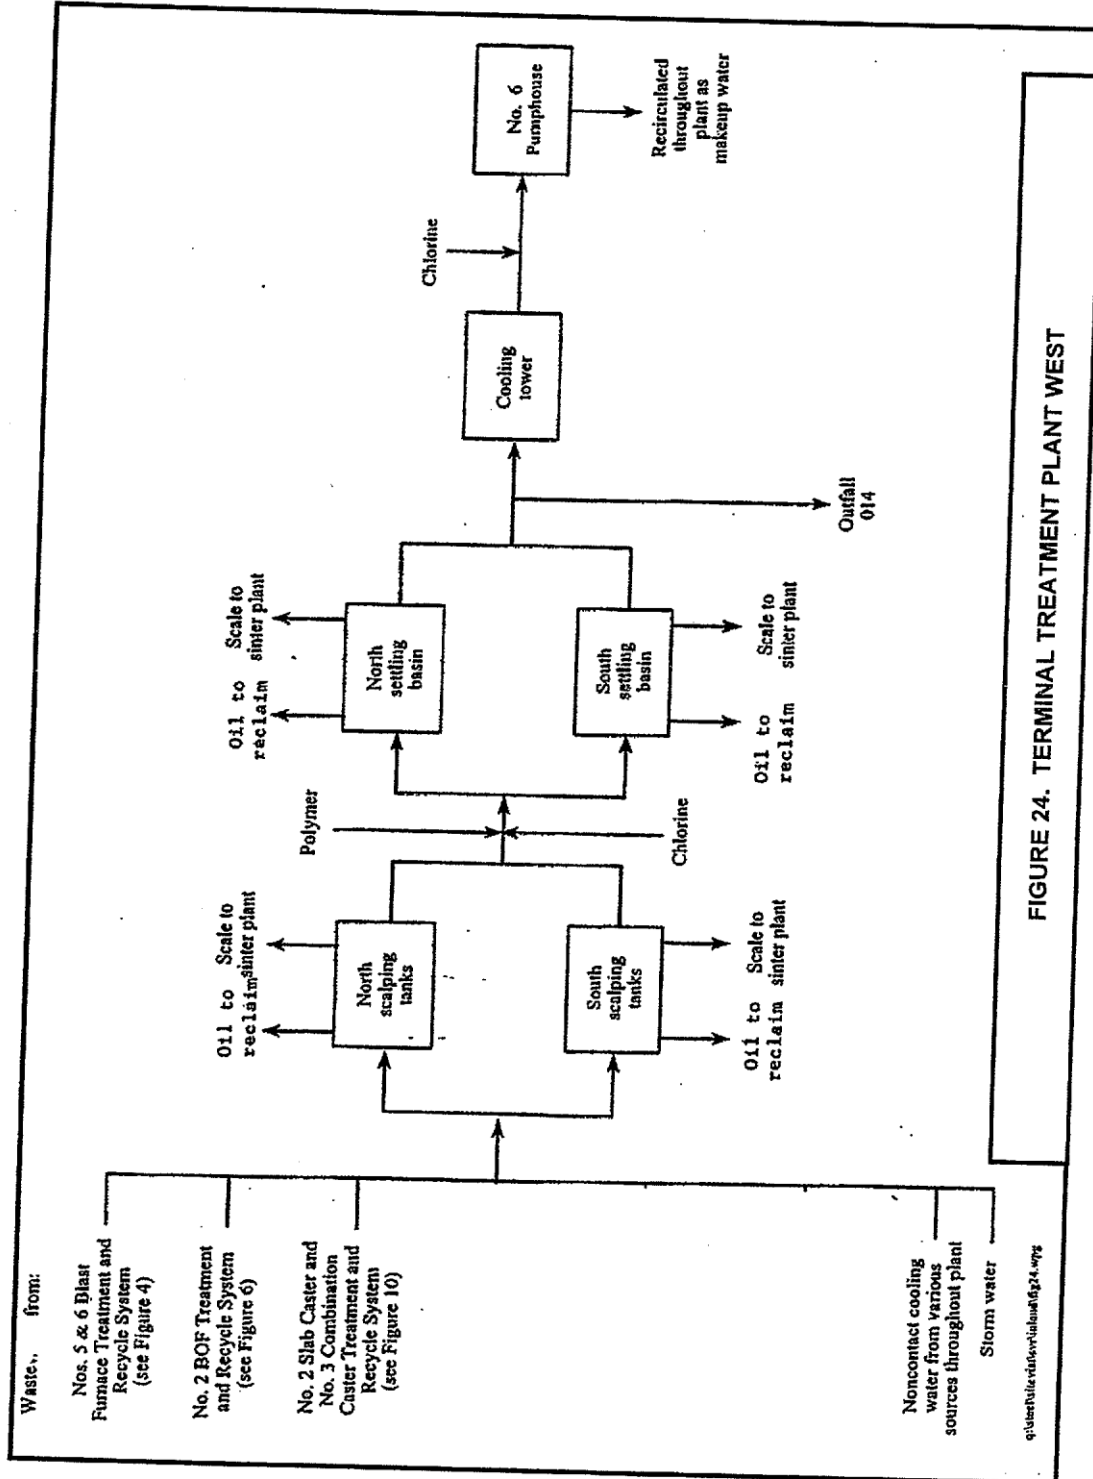 Waste from:
Nos. 5 & 6 Blast
Furnace Treatment and
Recycle System
(see Figure 4)
No. 2 BOF Treatment
and Recycle System
(see Figure 6)
No. 2 Slab Caster and
No. 3 Combination
Caster Treatment and
Recycle System
(see Figure 10)
Noncontact cooling
water from various
sources throughout plant
Storm water
Oil to
reclaim
Scale to
sinter plant
North
scalping
tanks
South
scalping
tanks
Oil to
reclaim
Scale to
sinter plant
Polymer
Chlorine
Oil to
reclaim
Scale to
sinter plant
North
settling
basin
South
settling
basin
Oil to
reclaim
Scale to
sinter plant
Outfall
014
Cooling
tower
Chlorine
No. 6
Pumphouse
Recirculated
throughout
plant as
makeup water
FIGURE 24. TERMINAL TREATMENT PLANT WEST